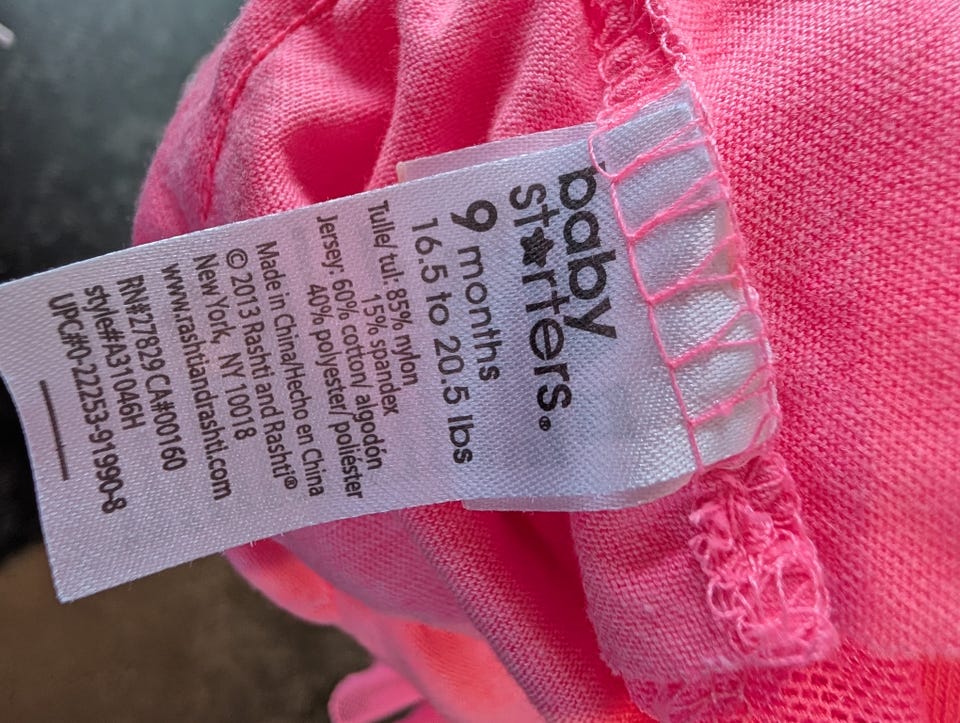 baby
starters®
9 months
16.5 to 20.5 lbs
Tulle/ tul: 85% nylon
15% spandex
Jersey: 60% cotton/ algodón
40% polyester/ poliéster
Made in China/Hecho en China
©2013 Rashti and Rashti®
New York, NY 10018
www.rashtiandrashti.com
RN#27829 CA#00160
style#A31046H
UPC#0-22253-91990-8